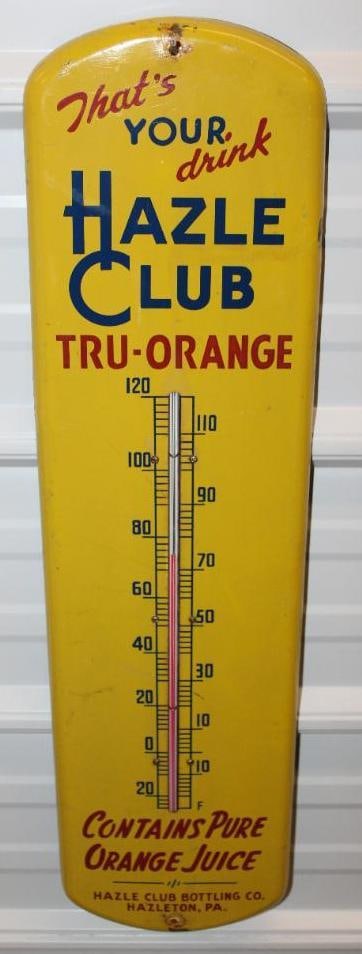 That's
YOUR drink
HAZLE
CLUB
TRU-ORANGE
120
110
100
90
80
70
60
50
40
30
20
10
0
10
20
F
CONTAINS PURE
ORANGE JUICE
HAZLE CLUB BOTTLING CO.
HAZLETON, PA.